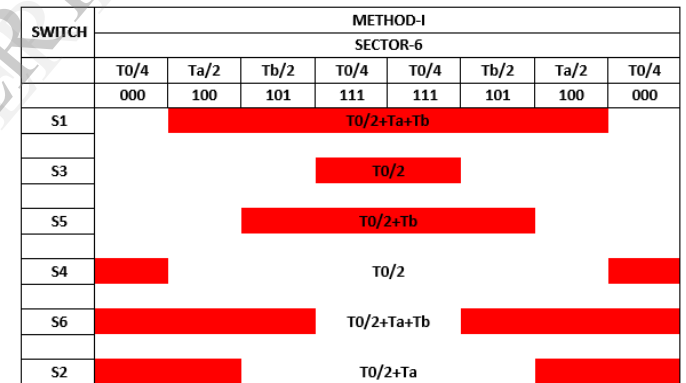 SWITCH
METHOD-I
SECTOR-6
T0/4 Ta/2 Tb/2 T0/4 T0/4 Tb/2 Ta/2 T0/4
000 100 101 111 111 101 100 000
S1 T0/2+Ta+Tb
S3 T0/2
S5 T0/2+Tb
S4 T0/2
S6 T0/2+Ta+Tb
S2 T0/2+Ta